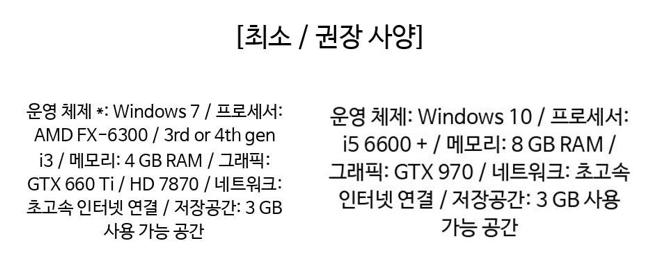 [최소 / 권장 사양]
운영 체제 *: Windows 7 / 프로세서:
AMD FX-6300 / 3rd or 4th gen
i3 / 메모리: 4 GB RAM / 그래픽:
GTX 660 Ti / HD 7870 / 네트워크:
초고속 인터넷 연결 / 저장공간: 3 GB
사용 가능 공간
운영 체제: Windows 10 / 프로세서:
i5 6600 + / 메모리: 8 GB RAM /
그래픽: GTX 970 / 네트워크: 초고속
인터넷 연결 / 저장공간: 3 GB 사용
가능 공간